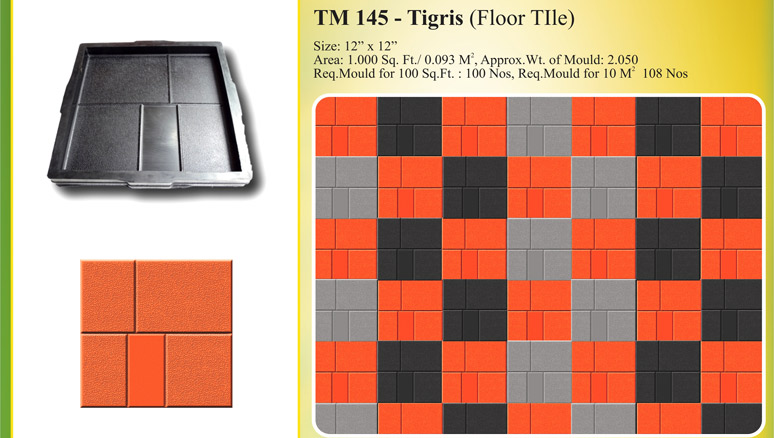 TM 145 - Tigris (Floor TIle)
Size: 12” x 12”
Area: 1.000 Sq. Ft./ 0.093 M², Approx.Wt. of Mould: 2.050
Req.Mould for 100 Sq.Ft. : 100 Nos, Req.Mould for 10 M² 108 Nos